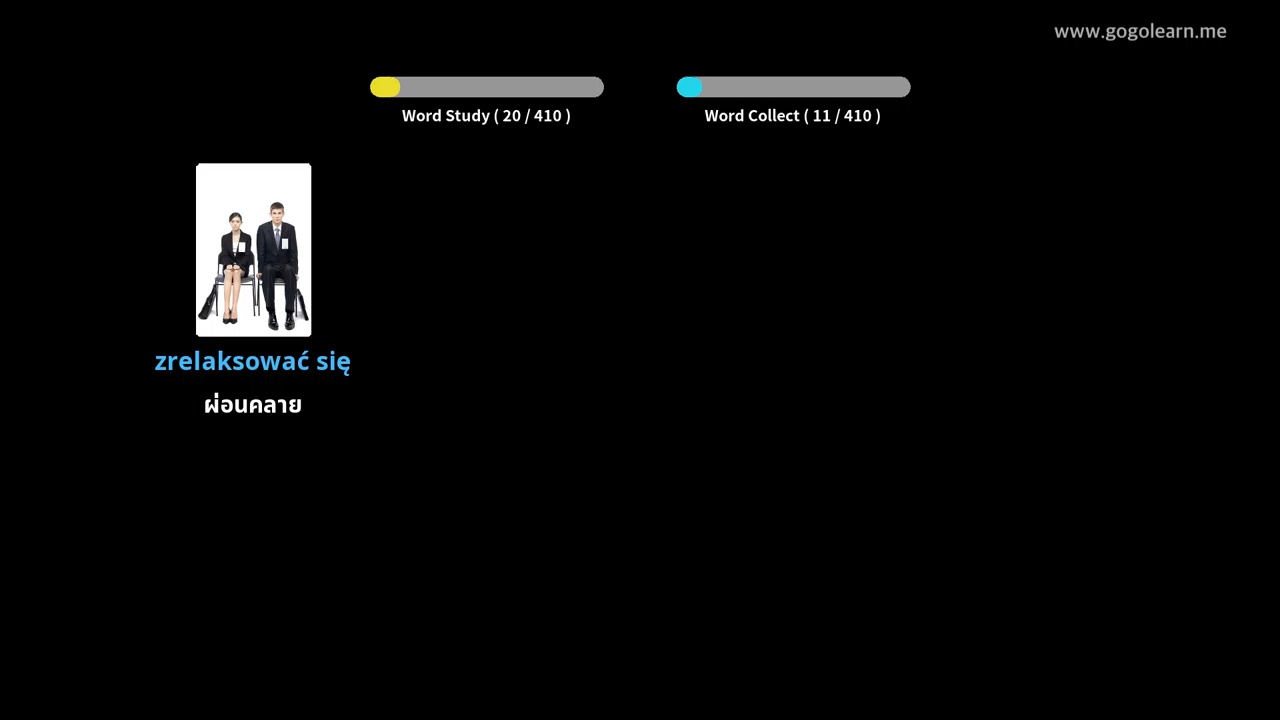 www.gogolearn.me
Word Study ( 20 / 410 )
Word Collect ( 11 / 410 )
zrelaksować się
ผ่อนคลาย